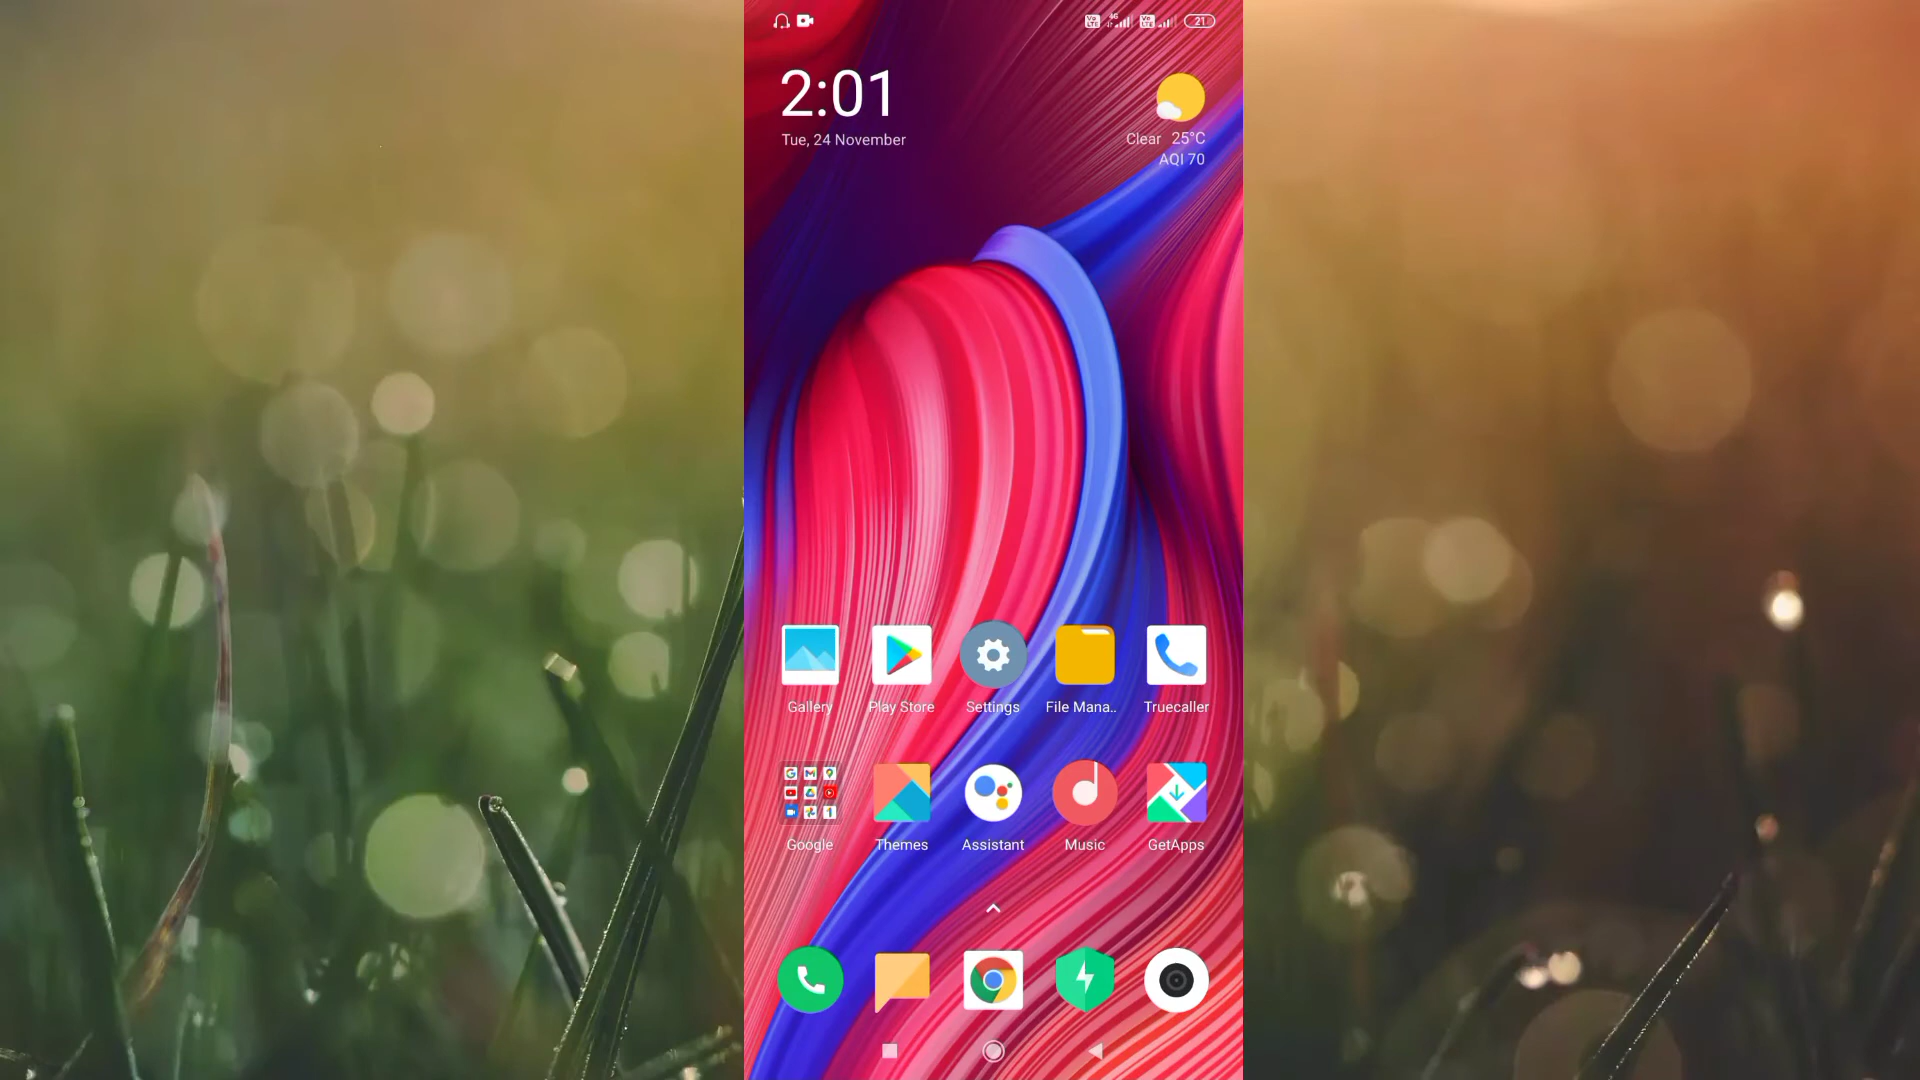 21
2:01
Tue, 24 November
Clear 25°C
AQI 70
Gallery
Play Store
Settings
File Mana..
Truecaller
Google
Themes
Assistant
Music
GetApps